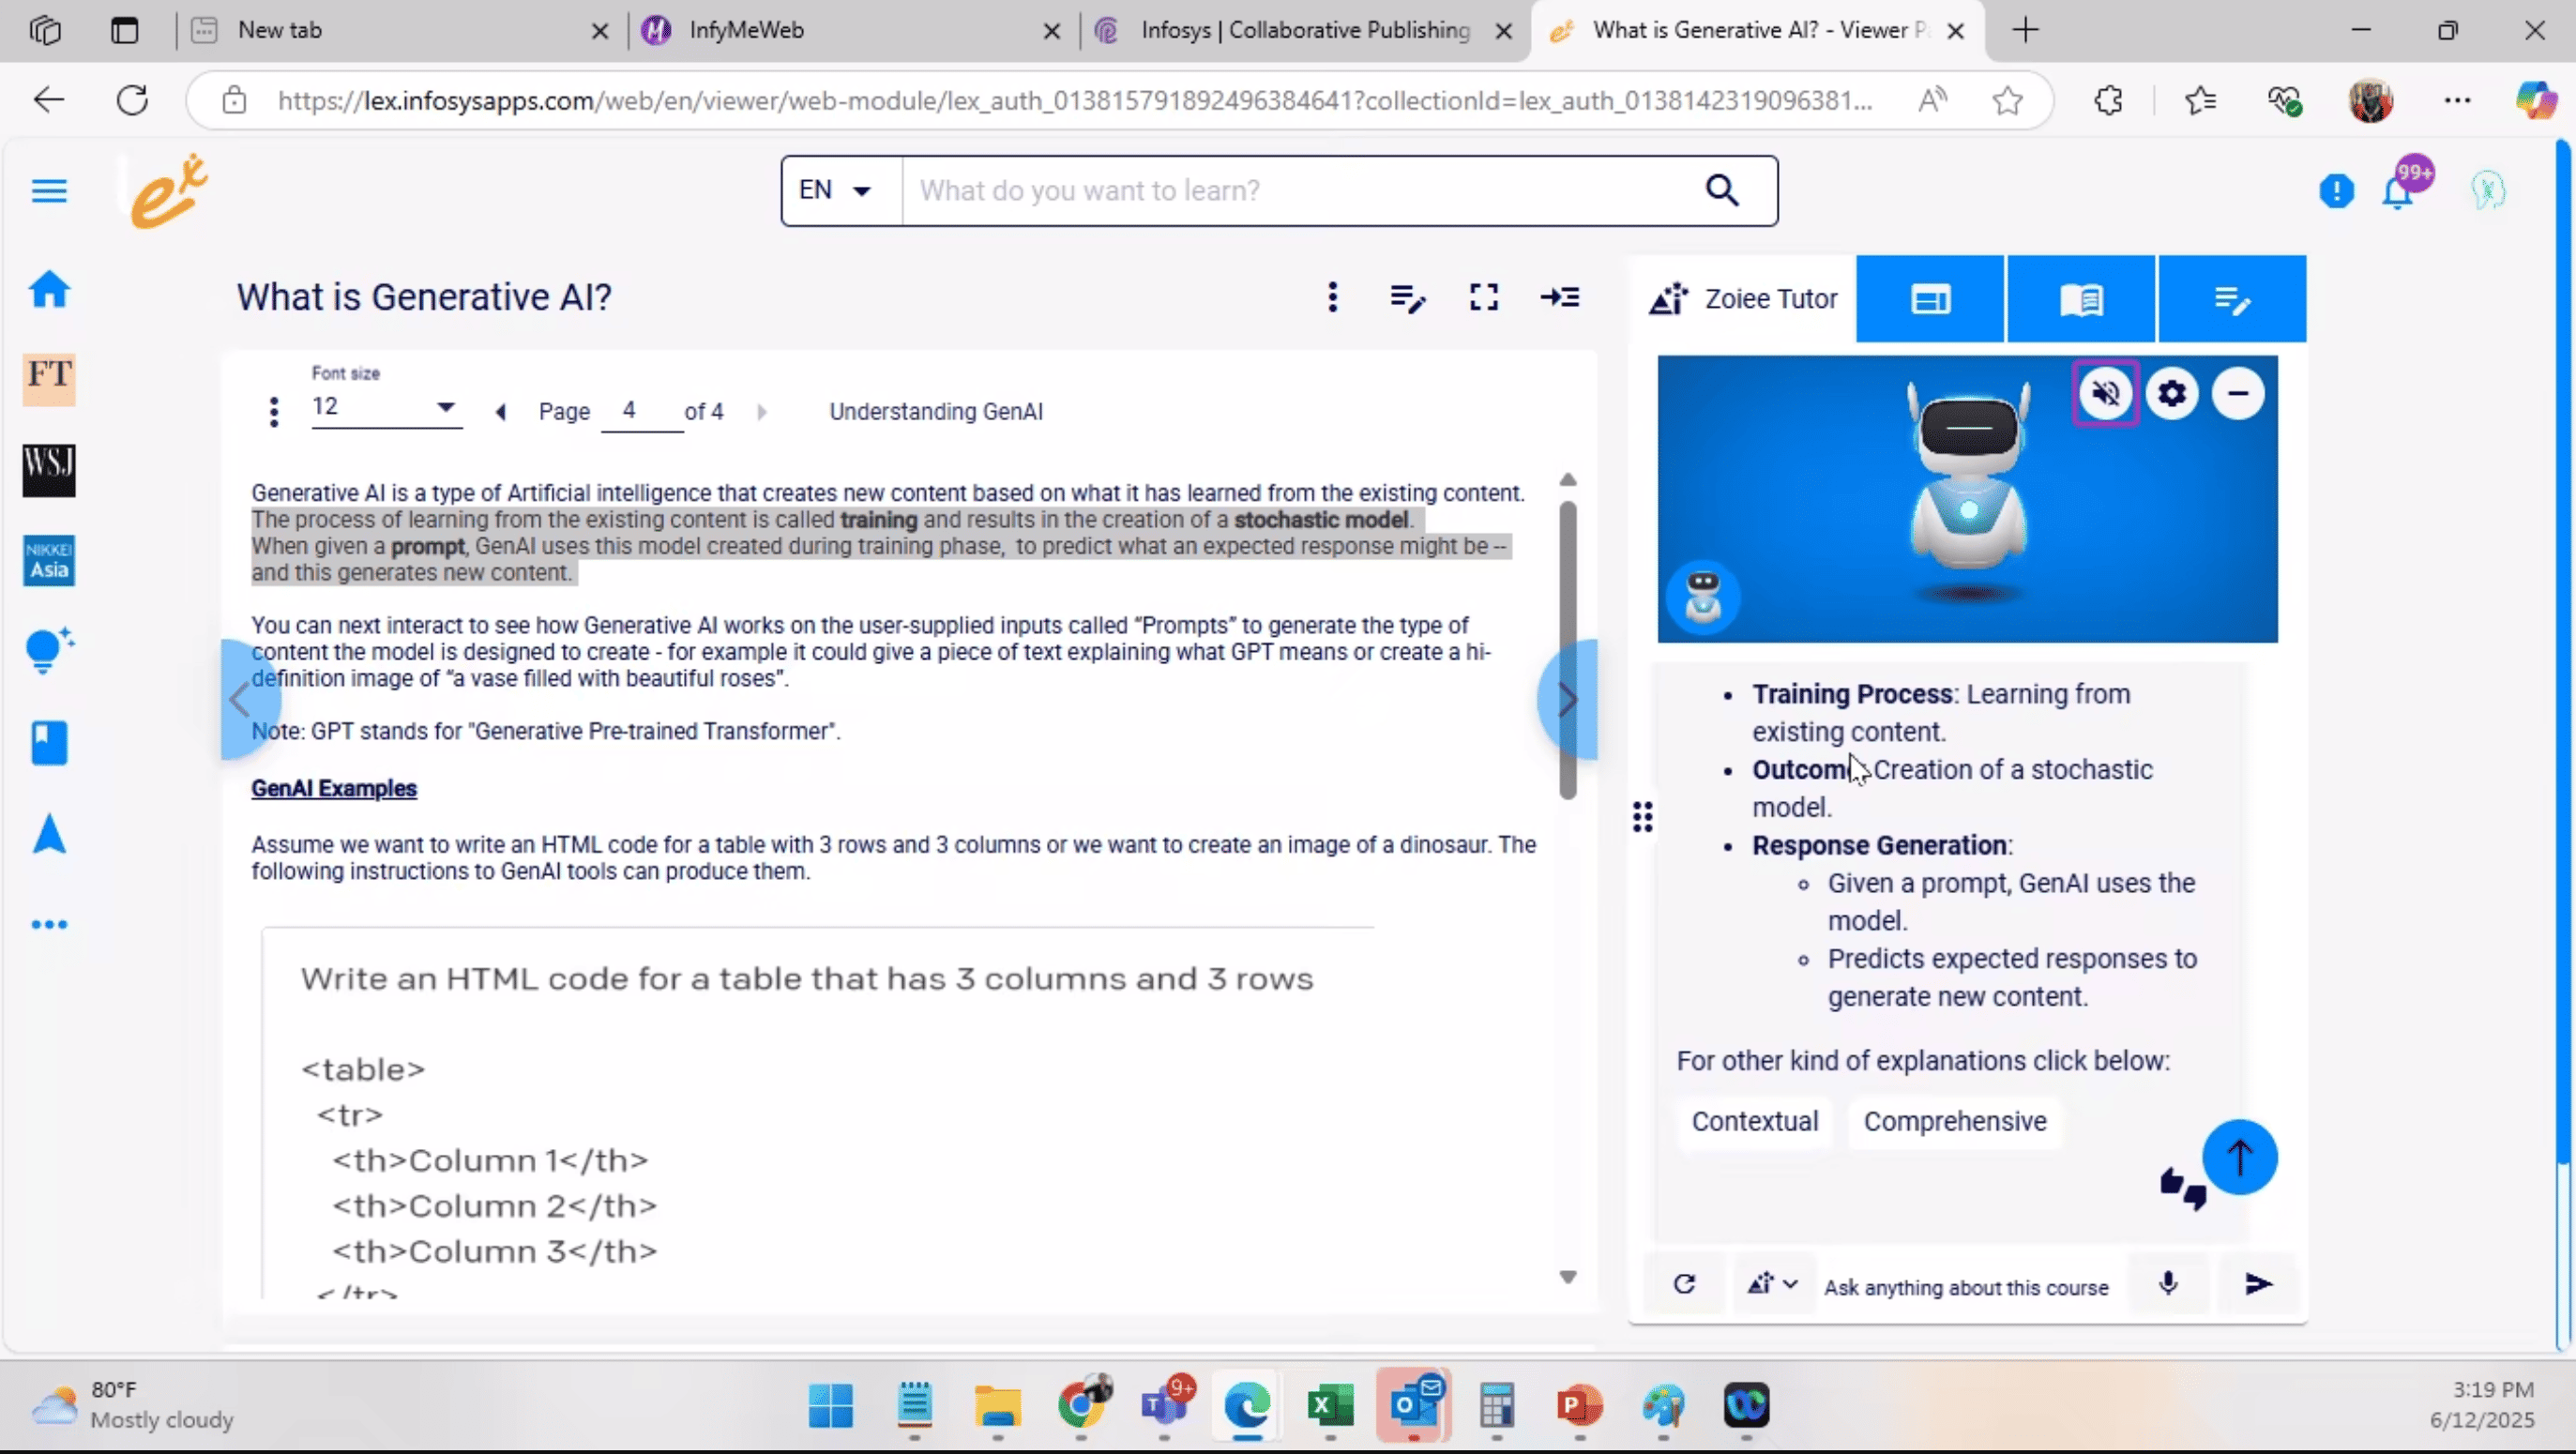 New tab
InfyMeWeb
Infosys | Collaborative Publishing
What is Generative AI? - Viewer P
https://lex.infosysapps.com/web/en/viewer/web-module/lex_auth_013815791892496384641?collectionId=lex_auth_0138142319096381...
lex
EN
What do you want to learn?
99+
FT
WSJ
NIKKEI
Asia
What is Generative AI?
Font size
12
Page 4 of 4
Understanding GenAI
Generative AI is a type of Artificial intelligence that creates new content based on what it has learned from the existing content.
The process of learning from the existing content is called training and results in the creation of a stochastic model.
When given a prompt, GenAI uses this model created during training phase, to predict what an expected response might be --
and this generates new content.
You can next interact to see how Generative AI works on the user-supplied inputs called “Prompts” to generate the type of
content the model is designed to create - for example it could give a piece of text explaining what GPT means or create a hi-
definition image of “a vase filled with beautiful roses”.
Note: GPT stands for "Generative Pre-trained Transformer".
GenAI Examples
Assume we want to write an HTML code for a table with 3 rows and 3 columns or we want to create an image of a dinosaur. The
following instructions to GenAI tools can produce them.
Write an HTML code for a table that has 3 columns and 3 rows
<table>
<tr>
<th>Column 1</th>
<th>Column 2</th>
<th>Column 3</th>
</tr>
Zoiee Tutor
• Training Process: Learning from
existing content.
• Outcome Creation of a stochastic
model.
• Response Generation:
◦ Given a prompt, GenAI uses the
model.
◦ Predicts expected responses to
generate new content.
For other kind of explanations click below:
Contextual
Comprehensive
Ask anything about this course
80°F
Mostly cloudy
9+
3:19 PM
6/12/2025